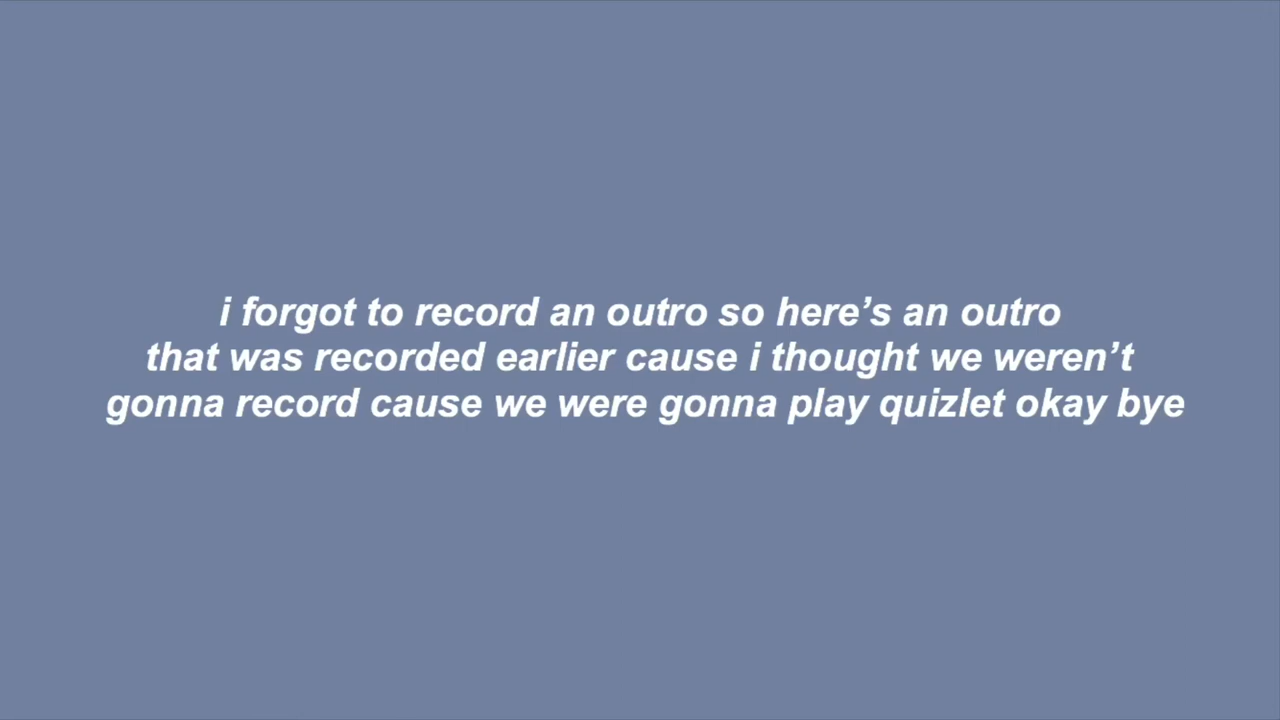 i forgot to record an outro so here’s an outro
that was recorded earlier cause i thought we weren’t
gonna record cause we were gonna play quizlet okay bye